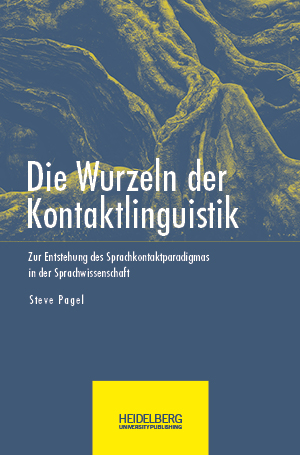 Die Wurzeln der
Kontaktlinguistik
Zur Entstehung des Sprachkontaktparadigmas
in der Sprachwissenschaft
Steve Pagel
HEIDELBERG
UNIVERSITY PUBLISHING